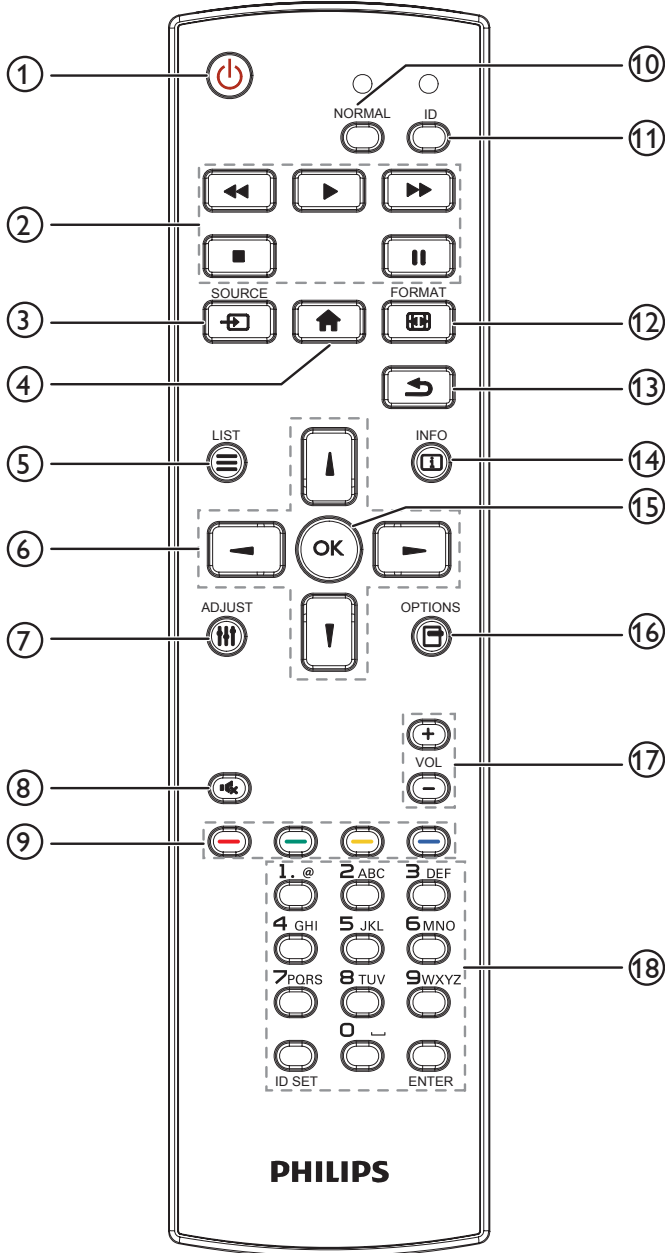 1
10
NORMAL ID
11
2
SOURCE FORMAT
3
12
4
13
LIST INFO
5
14
15
6
OK
ADJUST OPTIONS
7
16
+
VOL
17
−
8
9
1. @ 2 ABC 3 DEF
4 GHI 5 JKL 6 MNO
18
7 PQRS 8 TUV 9 WXYZ
0 ⎵
ID SET ENTER
PHILIPS